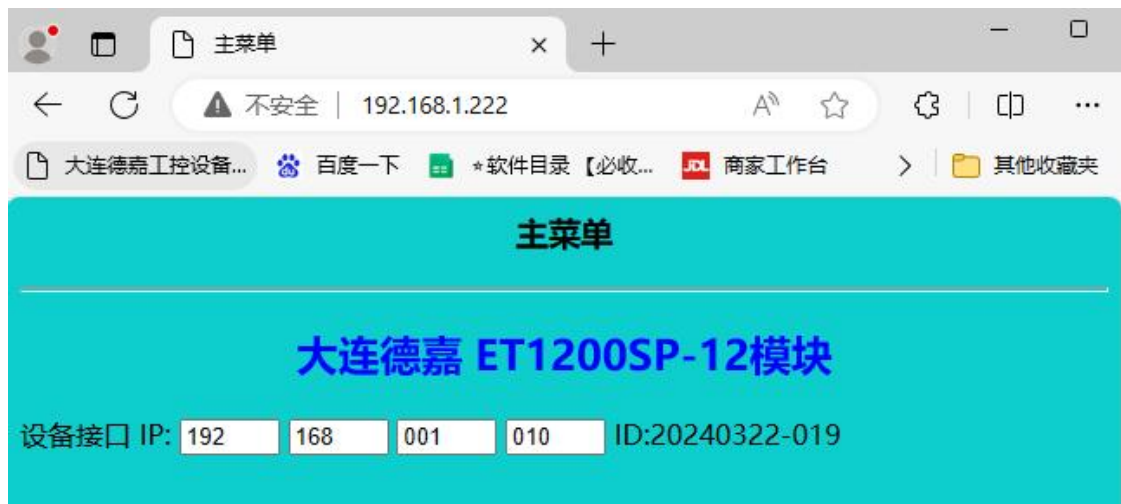 主菜单
不安全 192.168.1.222
大连德嘉工控设备... 百度一下 ⭐软件目录【必收... JDL 商家工作台 其他收藏夹
主菜单
大连德嘉 ET1200SP-12模块
设备接口 IP: 192 168 001 010 ID:20240322-019